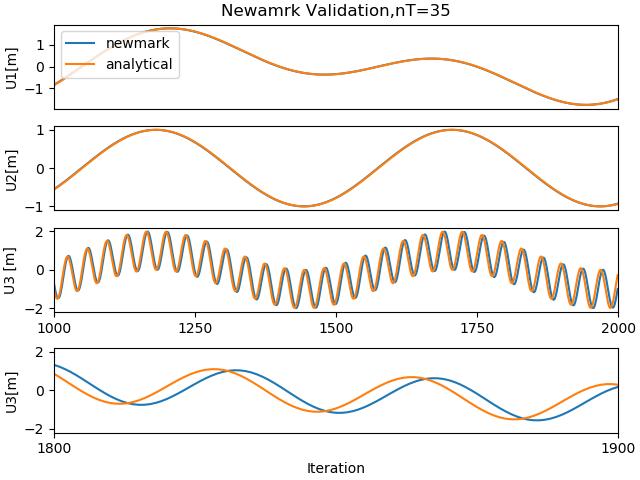 Newamrk Validation,nT=35
newmark
analytical
U1[m]
1
0
−1
U2[m]
1
0
−1
U3 [m]
2
0
−2
1000 1250 1500 1750 2000
U3[m]
2
0
−2
1800 1900
Iteration